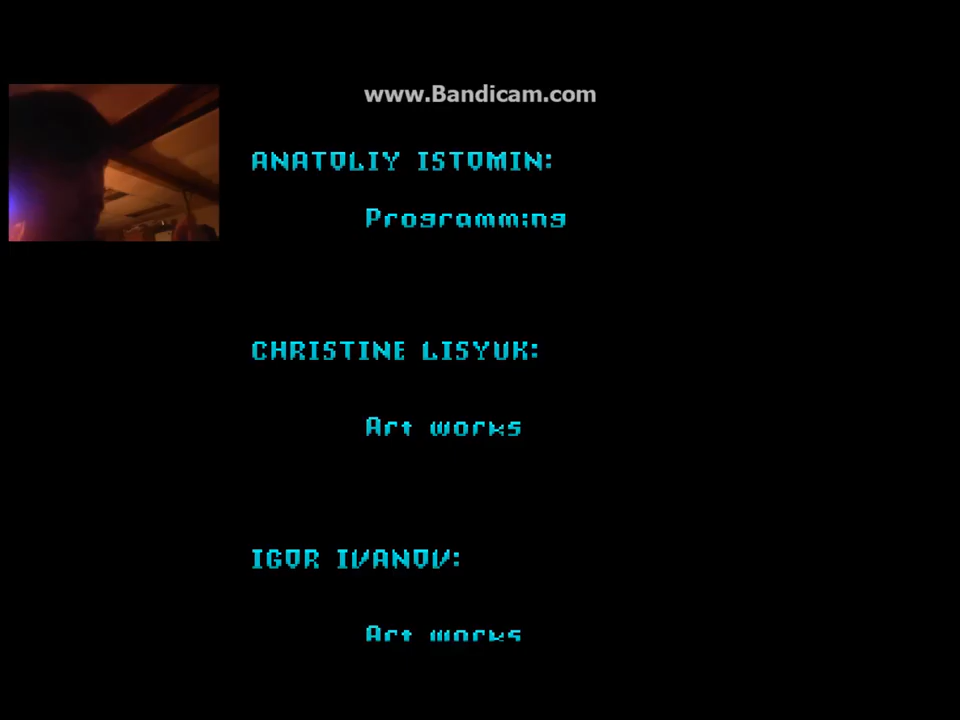 www.Bandicam.com
ANATOLIY ISTOMIN:
Programming
CHRISTINE LISYUK:
Art works
IGOR IVANOV:
Art works